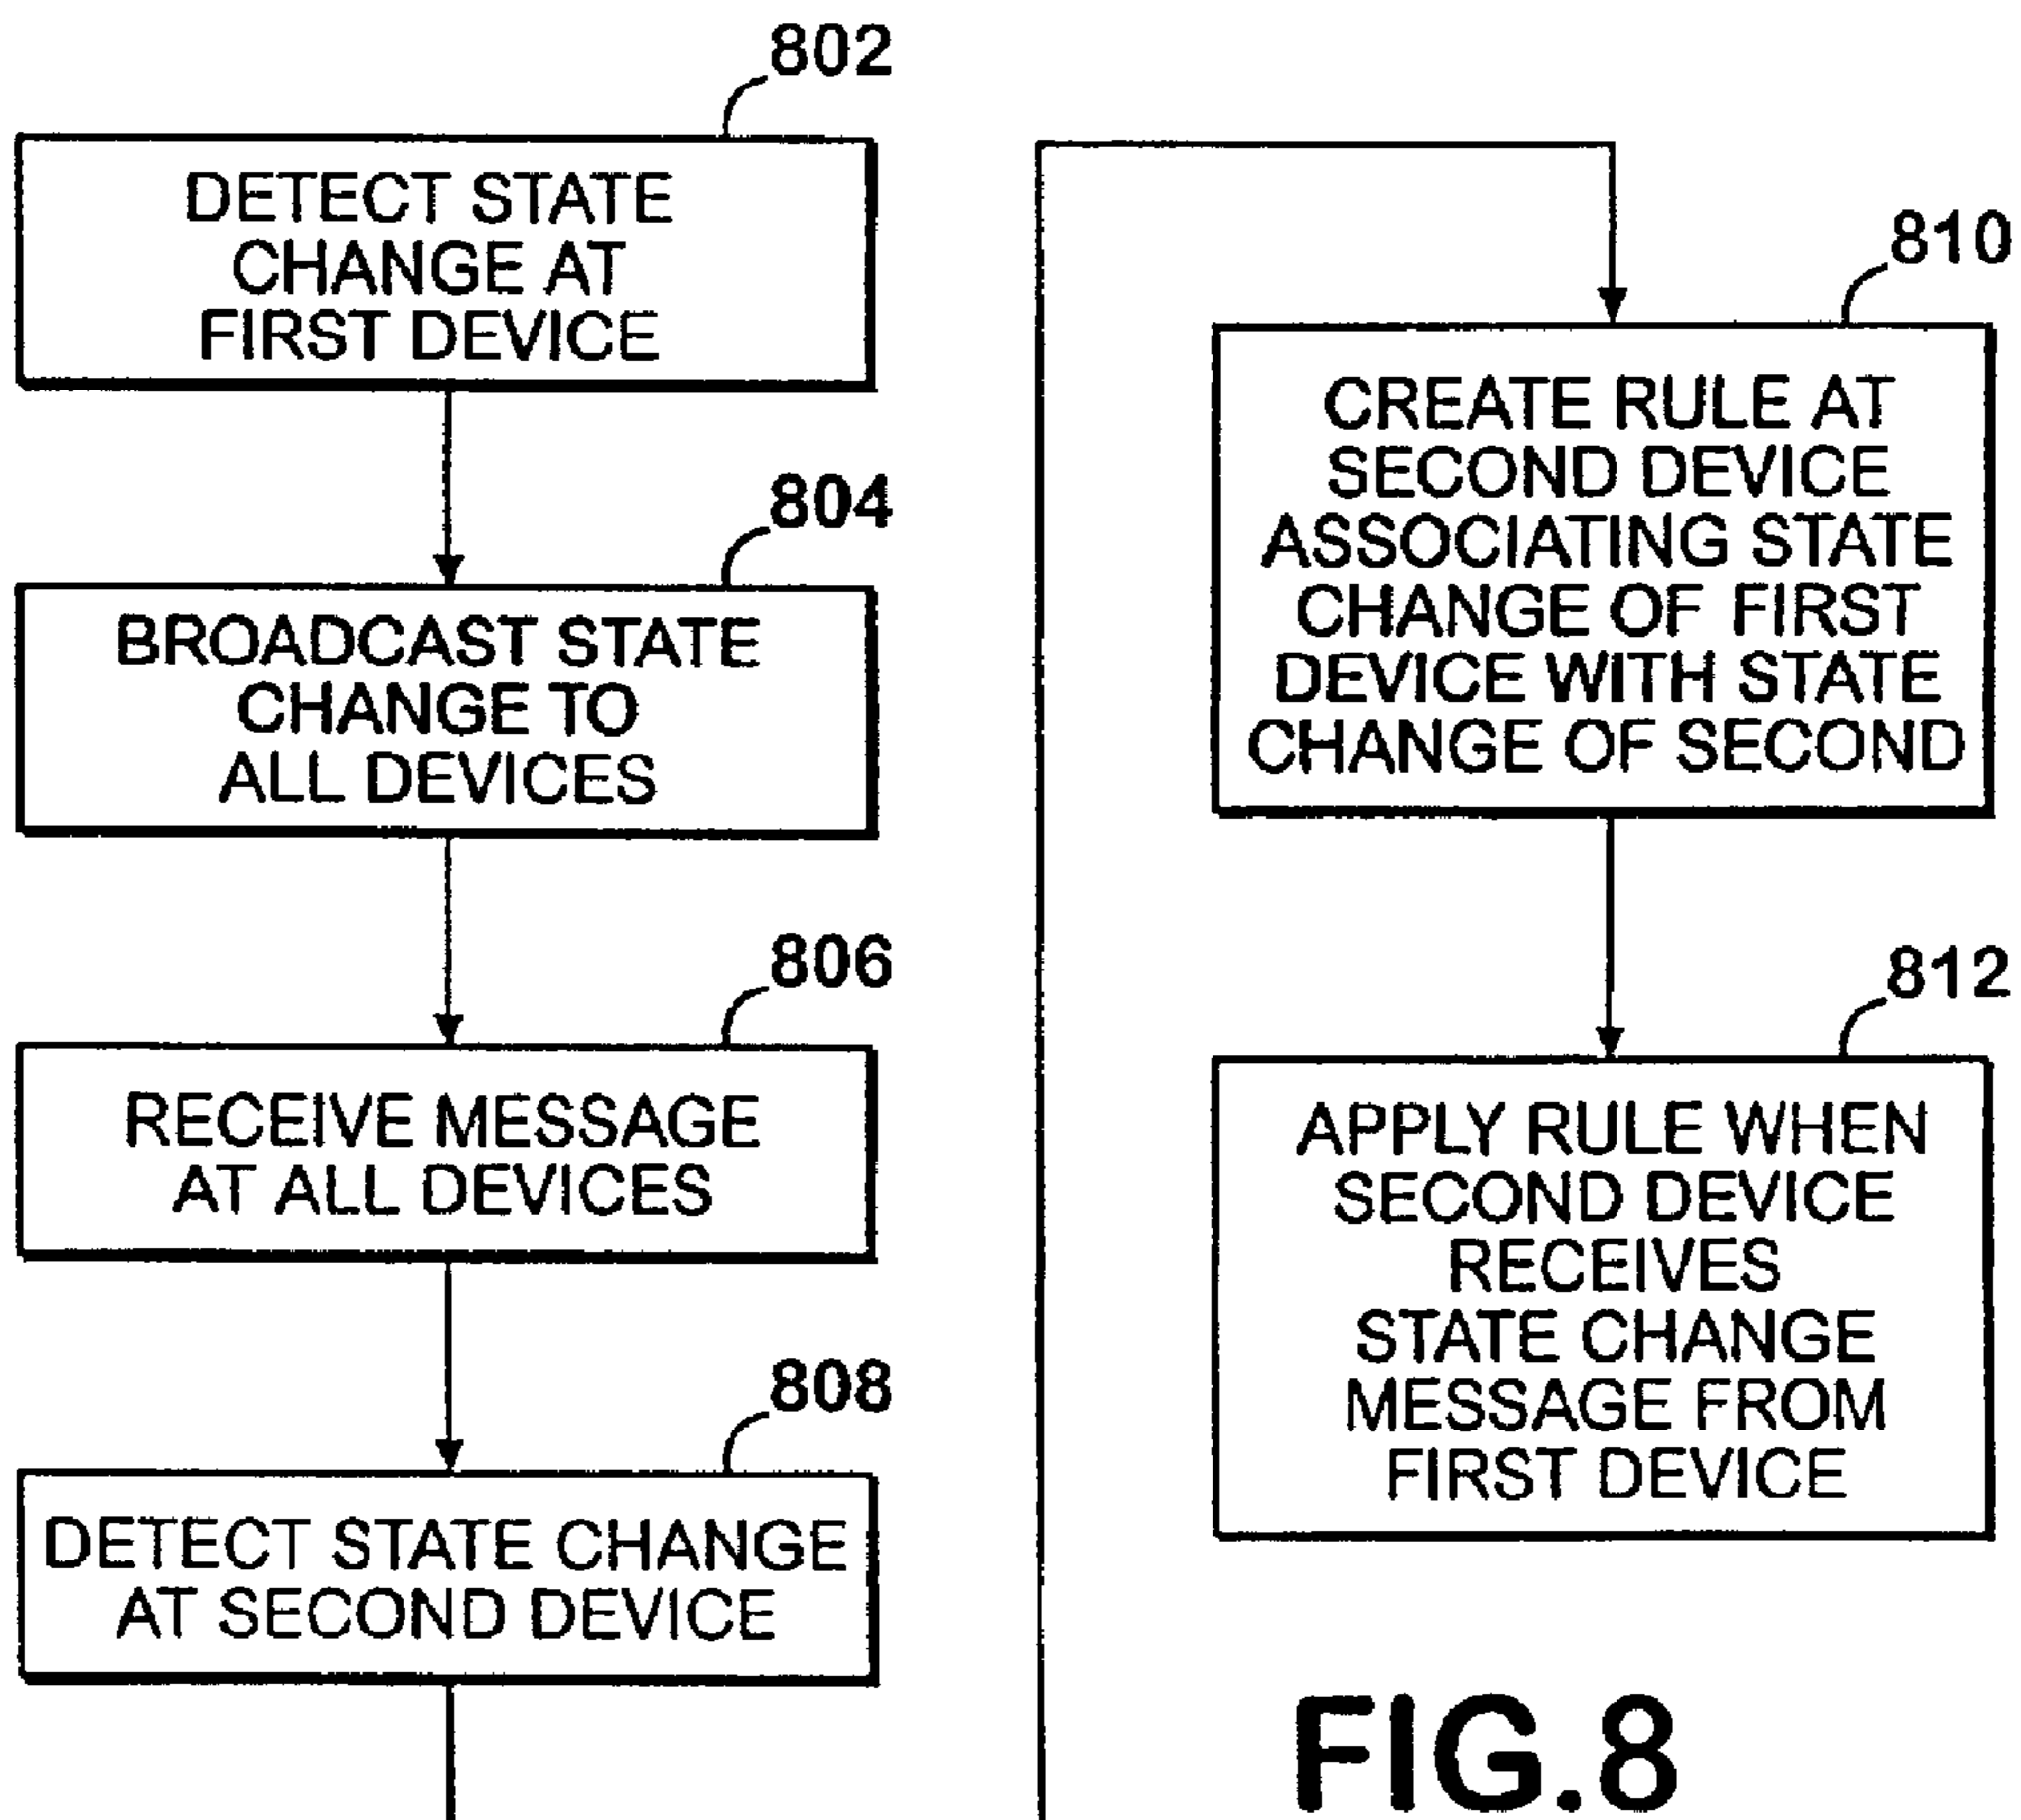 802
DETECT STATE
CHANGE AT
FIRST DEVICE
804
BROADCAST STATE
CHANGE TO
ALL DEVICES
806
RECEIVE MESSAGE
AT ALL DEVICES
808
DETECT STATE CHANGE
AT SECOND DEVICE
810
CREATE RULE AT
SECOND DEVICE
ASSOCIATING STATE
CHANGE OF FIRST
DEVICE WITH STATE
CHANGE OF SECOND
812
APPLY RULE WHEN
SECOND DEVICE
RECEIVES
STATE CHANGE
MESSAGE FROM
FIRST DEVICE
FIG.8